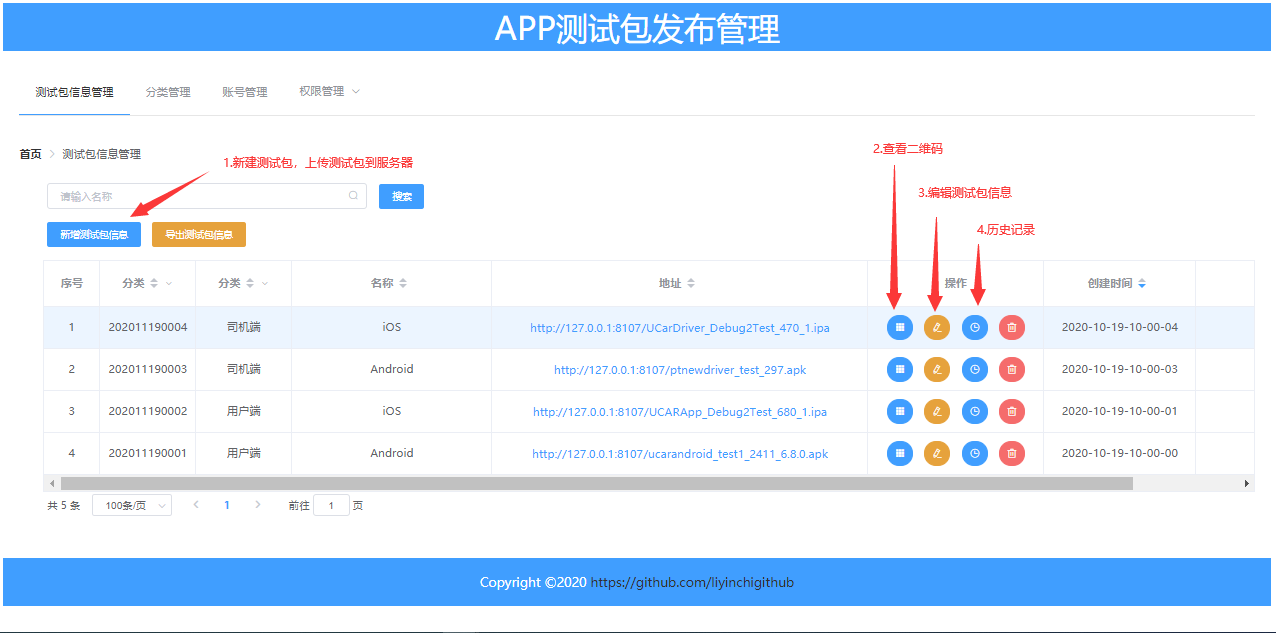 APP测试包发布管理
测试包信息管理 分类管理 账号管理 权限管理
首页 测试包信息管理
1.新建测试包，上传测试包到服务器
2.查看二维码
3.编辑测试包信息
4.历史记录
请输入名称 搜索
新增测试包信息 导出测试包信息
序号 分类 分类 名称 地址 操作 创建时间
1 202011190004 司机端 iOS http://127.0.0.1:8107/UCarDriver_Debug2Test_470_1.ipa 2020-10-19-10-00-04
2 202011190003 司机端 Android http://127.0.0.1:8107/ptnewdriver_test_297.apk 2020-10-19-10-00-03
3 202011190002 用户端 iOS http://127.0.0.1:8107/UCARApp_Debug2Test_680_1.ipa 2020-10-19-10-00-01
4 202011190001 用户端 Android http://127.0.0.1:8107/ucarandroid_test1_2411_6.8.0.apk 2020-10-19-10-00-00
共 5 条 100条/页 1 前往 1 页
Copyright ©2020 https://github.com/liyinchigithub